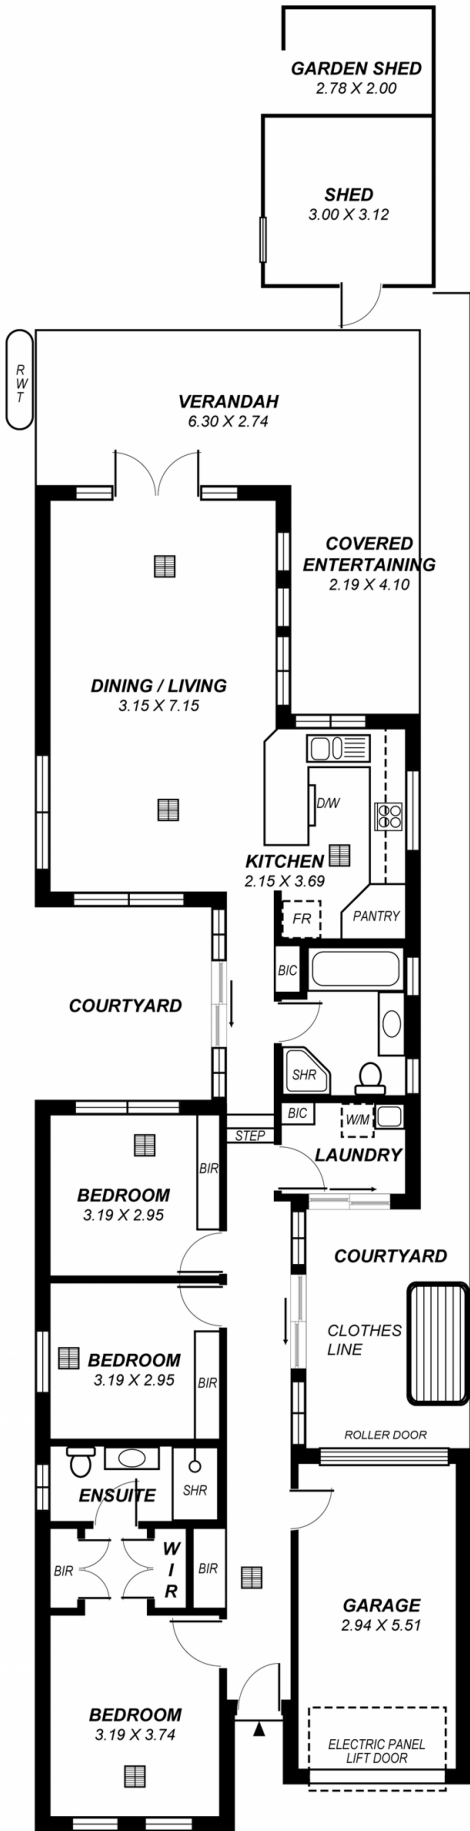 GARDEN SHED
2.78 X 2.00
SHED
3.00 X 3.12
R
W
T
VERANDAH
6.30 X 2.74
COVERED
ENTERTAINING
2.19 X 4.10
DINING / LIVING
3.15 X 7.15
D/W
KITCHEN
2.15 X 3.69
FR
PANTRY
BIC
COURTYARD
SHR
BIC
W/M
STEP
LAUNDRY
BIR
BEDROOM
3.19 X 2.95
COURTYARD
CLOTHES
LINE
BEDROOM
3.19 X 2.95
BIR
ROLLER DOOR
ENSUITE
SHR
BIR
W
I
R
BIR
GARAGE
2.94 X 5.51
BEDROOM
3.19 X 3.74
ELECTRIC PANEL
LIFT DOOR